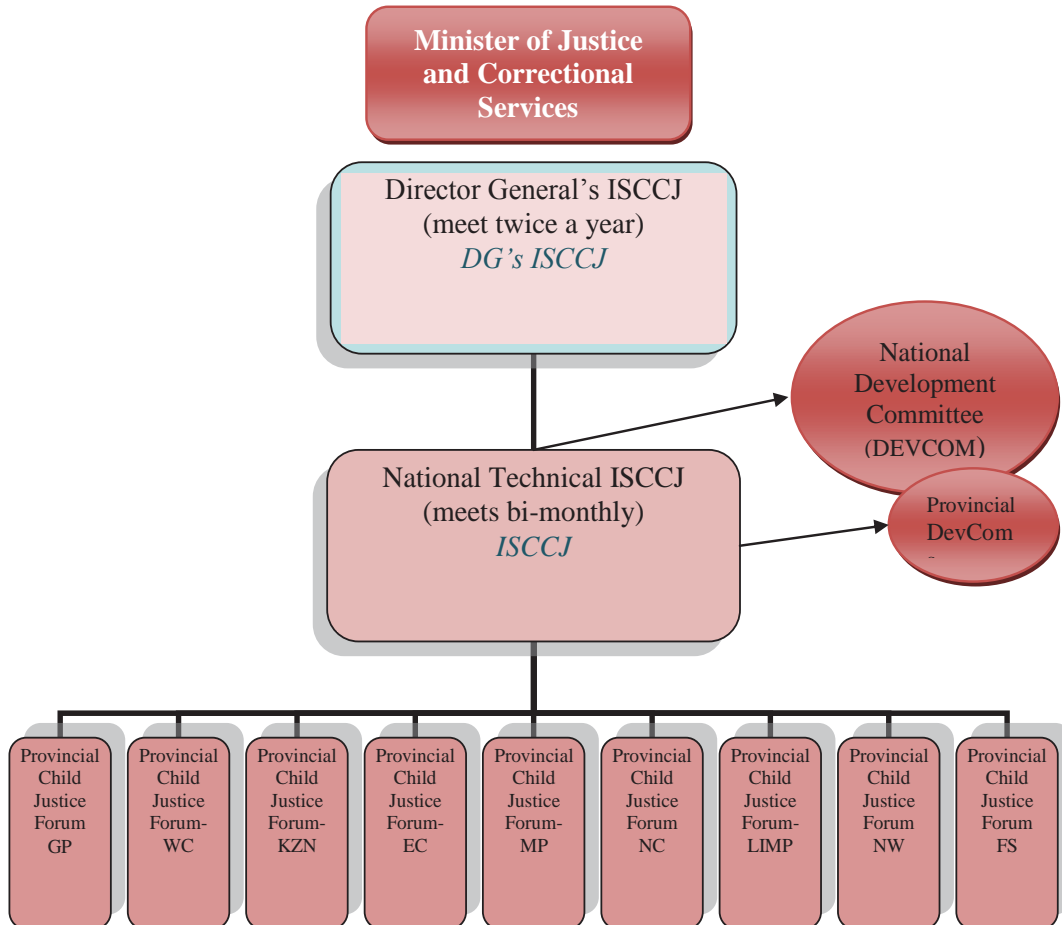 Minister of Justice
and Correctional
Services
Director General’s ISCCJ
(meet twice a year)
DG’s ISCCJ
National
Development
Committee
(DEVCOM)
National Technical ISCCJ
(meets bi-monthly)
ISCCJ
Provincial
DevCom
Provincial
Child
Justice
Forum
GP
Provincial
Child
Justice
Forum-
WC
Provincial
Child
Justice
Forum-
KZN
Provincial
Child
Justice
Forum-
EC
Provincial
Child
Justice
Forum-
MP
Provincial
Child
Justice
Forum
NC
Provincial
Child
Justice
Forum-
LIMP
Provincial
Child
Justice
Forum
NW
Provincial
Child
Justice
Forum
FS